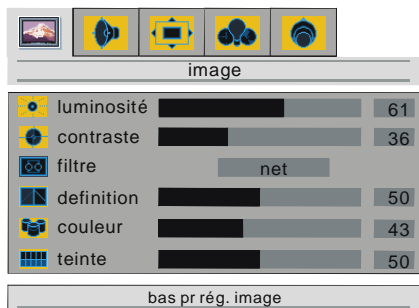 image
luminosité 61
contraste 36
filtre net
definition 50
couleur 43
teinte 50
bas pr rég. image